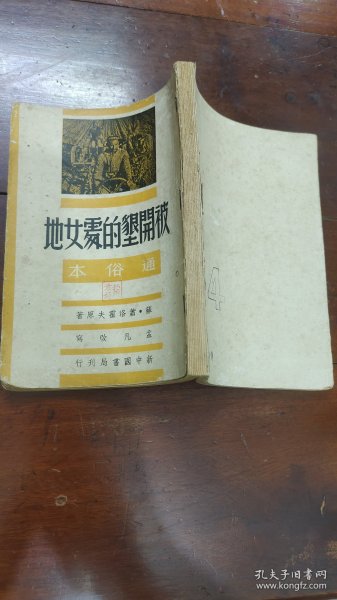 被開墾的處女地
通俗本
蘇·蕭洛霍夫原著
孟凡改寫
新中國書局刊行
4
孔夫子旧书网
www.kongfz.com